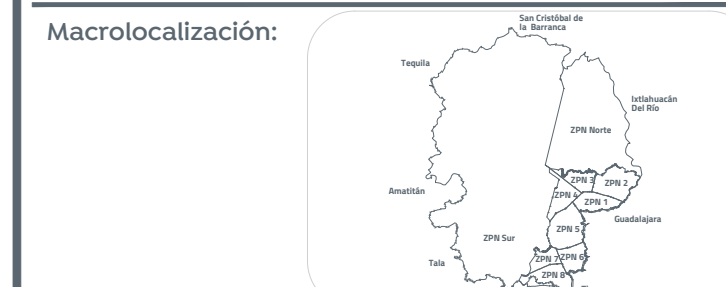 Macrolocalización:
San Cristóbal de
la Barranca
Tequila
Ixtlahuacán
Del Río
ZPN Norte
ZPN 3
ZPN 2
Amatitán
ZPN 4
ZPN 1
Guadalajara
ZPN 5
ZPN Sur
ZPN 7
ZPN 6
Tala
ZPN 8